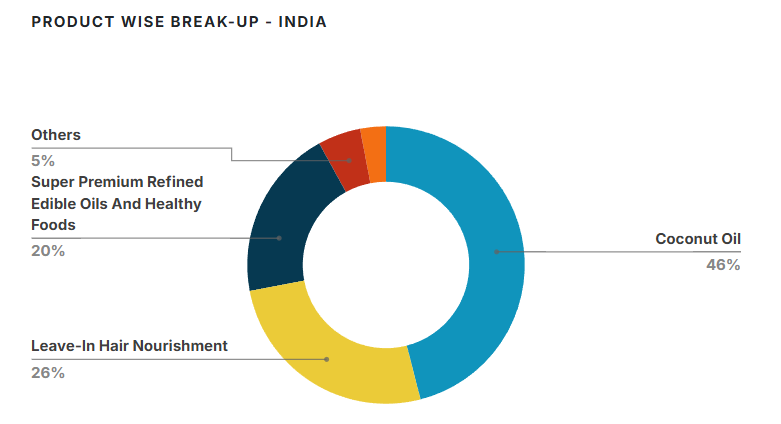 PRODUCT WISE BREAK-UP - INDIA
Others
5%
Super Premium Refined
Edible Oils And Healthy
Foods
20%
Coconut Oil
46%
Leave-In Hair Nourishment
26%